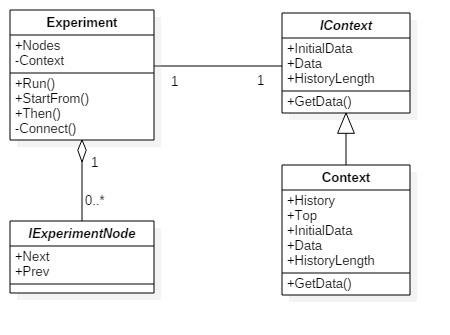 Experiment
+Nodes
-Context
+Run()
+StartFrom()
+Then()
-Connect()
IContext
+InitialData
+Data
+HistoryLength
+GetData()
1
1
1
0..*
IExperimentNode
+Next
+Prev
Context
+History
+Top
+InitialData
+Data
+HistoryLength
+GetData()